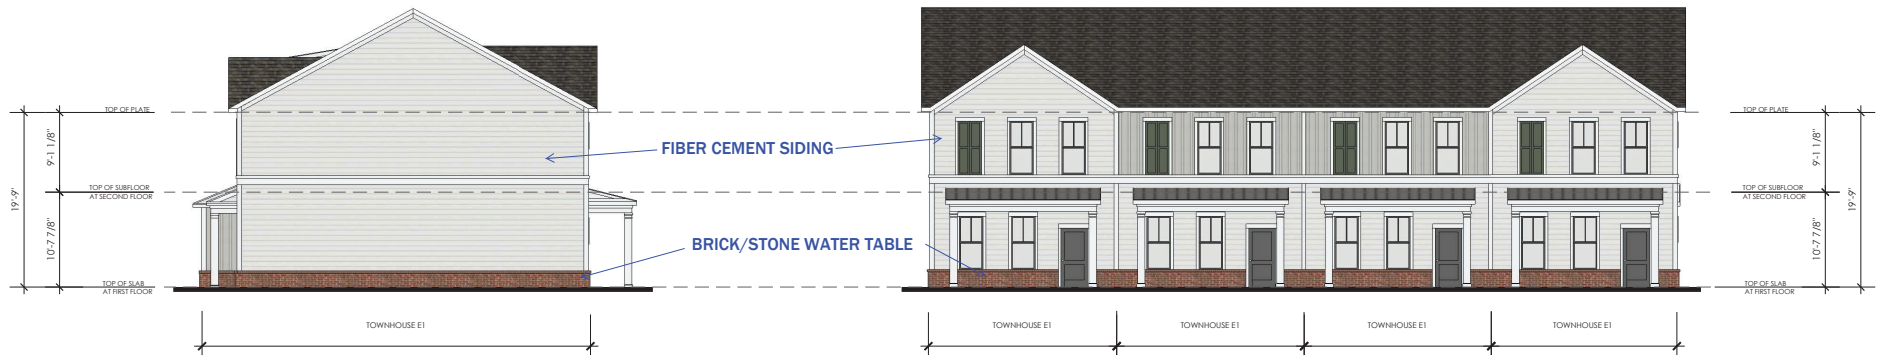 TOP OF PLATE
9'-1 1/8"
TOP OF SUBFLOOR
AT SECOND FLOOR
19'-9"
10'-7 7/8"
TOP OF SLAB
AT FIRST FLOOR
TOWNHOUSE E1
FIBER CEMENT SIDING
BRICK/STONE WATER TABLE
TOP OF PLATE
9'-1 1/8"
TOP OF SUBFLOOR
AT SECOND FLOOR
19'-9"
10'-7 7/8"
TOP OF SLAB
AT FIRST FLOOR
TOWNHOUSE E1
TOWNHOUSE E1
TOWNHOUSE E1
TOWNHOUSE E1